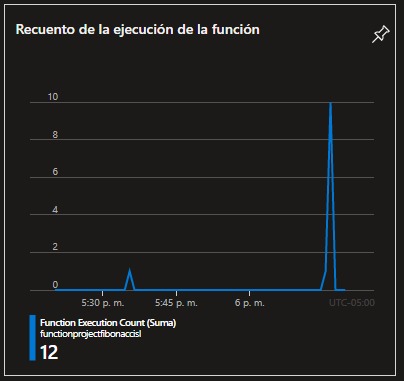 Recuento de la ejecución de la función
10
8
6
4
2
0
5:30 p. m. 5:45 p. m. 6 p. m. UTC-05:00
Function Execution Count (Suma)
functionprojectfibonaccisl
12